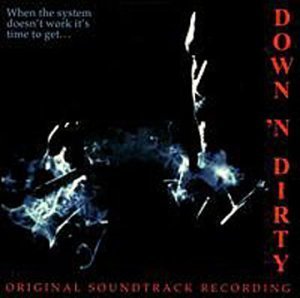 When the system
doesn't work it's
time to get...
DOWN 'N DIRTY
ORIGINAL SOUNDTRACK RECORDING